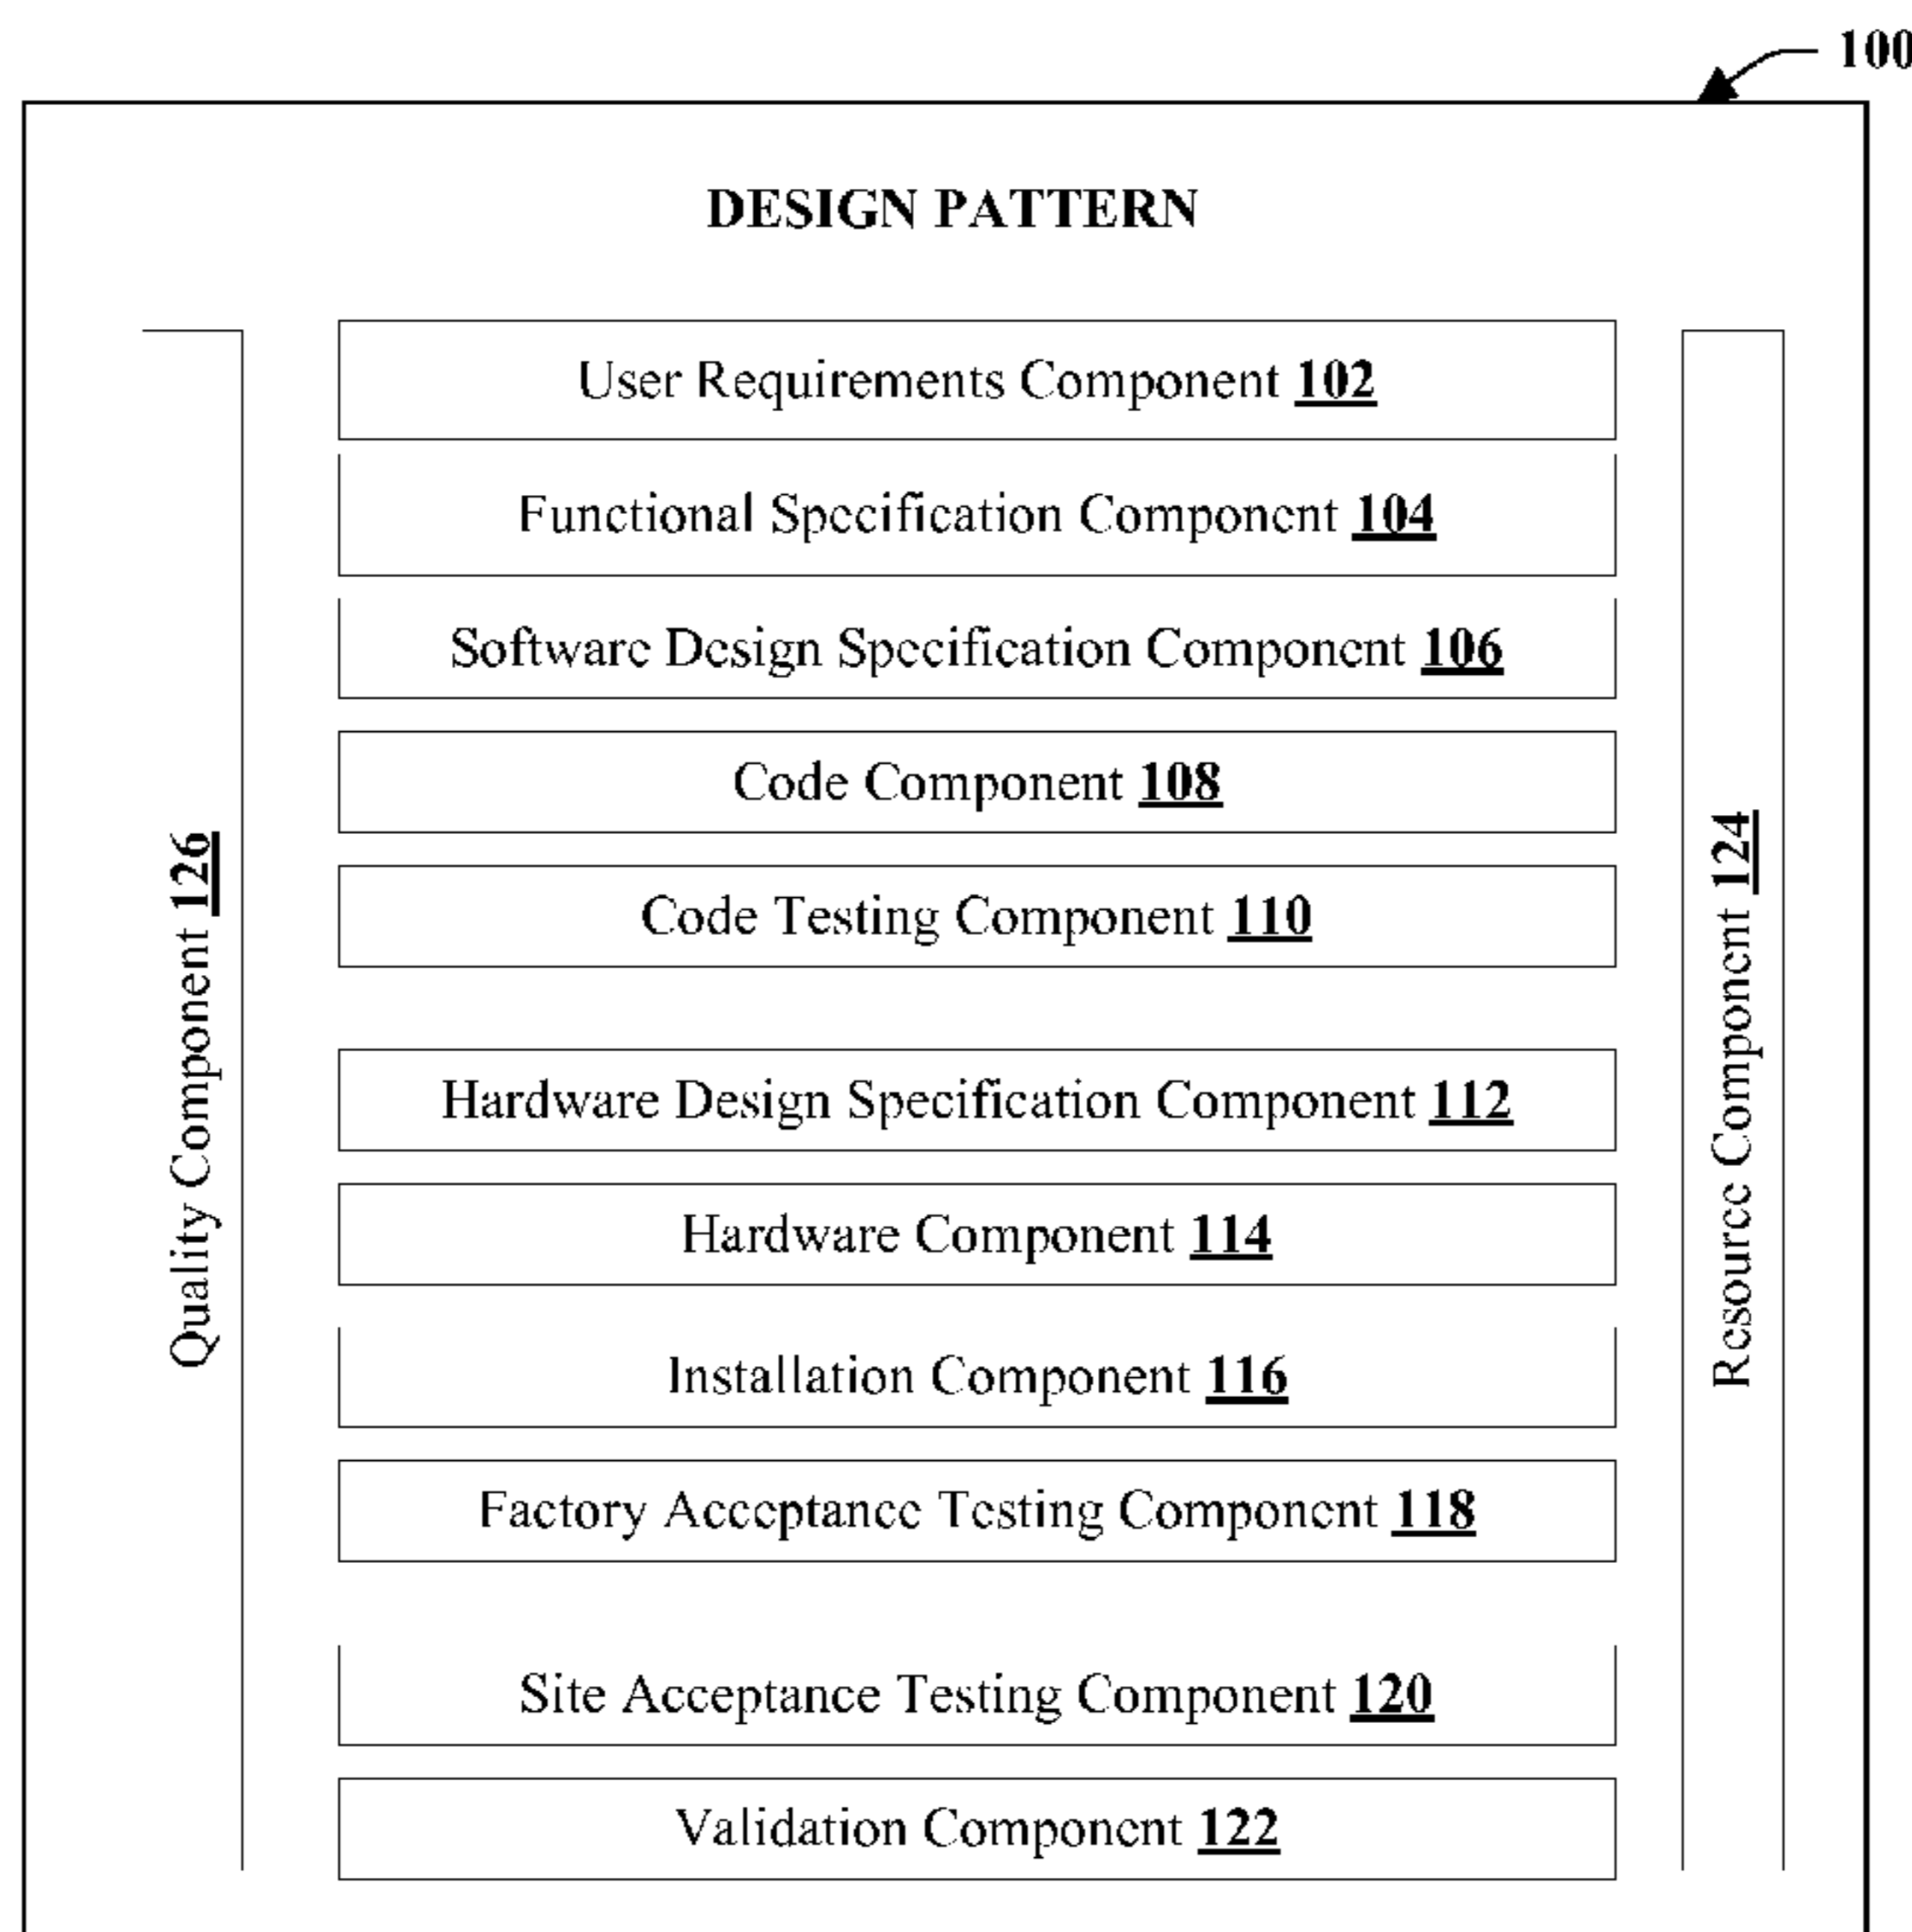 100
DESIGN PATTERN
User Requirements Component 102
Functional Specification Component 104
Software Design Specification Component 106
Code Component 108
Code Testing Component 110
Hardware Design Specification Component 112
Hardware Component 114
Installation Component 116
Factory Acceptance Testing Component 118
Site Acceptance Testing Component 120
Validation Component 122
Quality Component 126
Resource Component 124